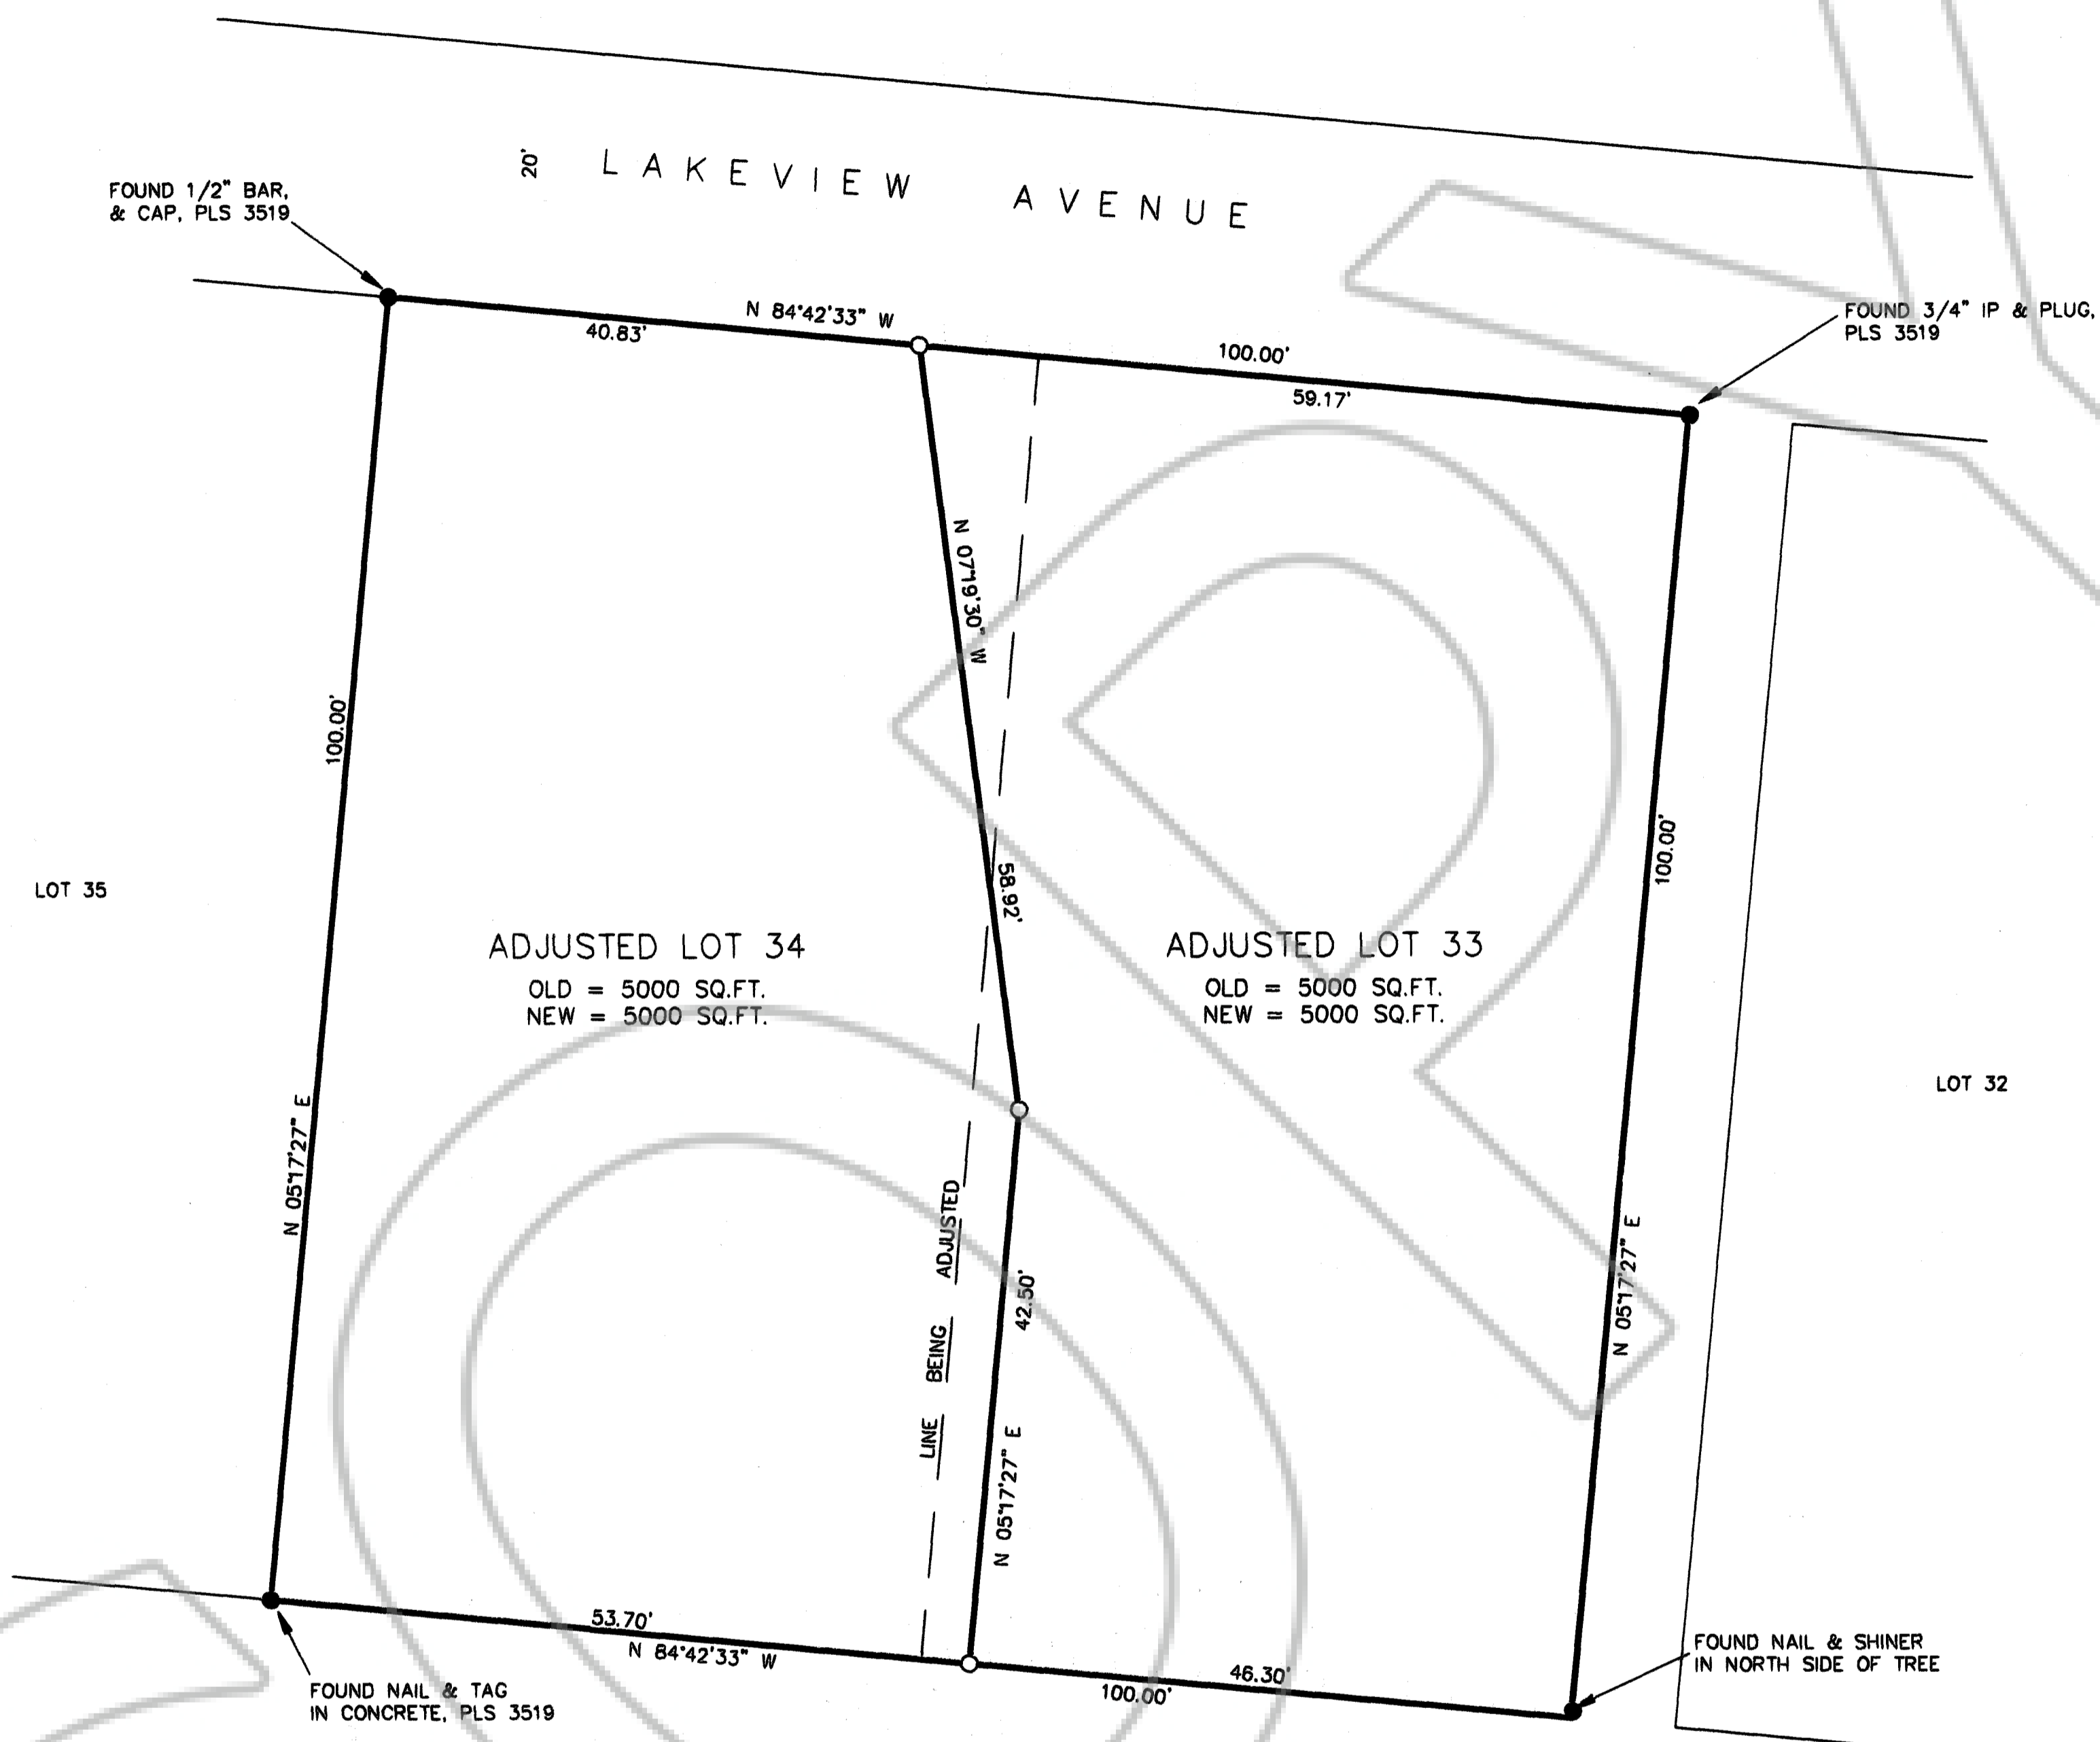 20'
LAKEVIEW AVENUE
FOUND 1/2" BAR,
& CAP, PLS 3519
N 84°42'33" W
40.83'
100.00'
59.17'
FOUND 3/4" IP & PLUG,
PLS 3519
N 07°19'30" W
58.92'
100.00'
N 05°17'27" E
100.00'
N 05°17'27" E
LOT 35
ADJUSTED LOT 34
OLD = 5000 SQ.FT.
NEW = 5000 SQ.FT.
ADJUSTED LOT 33
OLD = 5000 SQ.FT.
NEW = 5000 SQ.FT.
LOT 32
LINE BEING ADJUSTED
42.50'
N 05°17'27" E
53.70'
N 84°42'33" W
46.30'
100.00'
FOUND NAIL & TAG
IN CONCRETE, PLS 3519
FOUND NAIL & SHINER
IN NORTH SIDE OF TREE